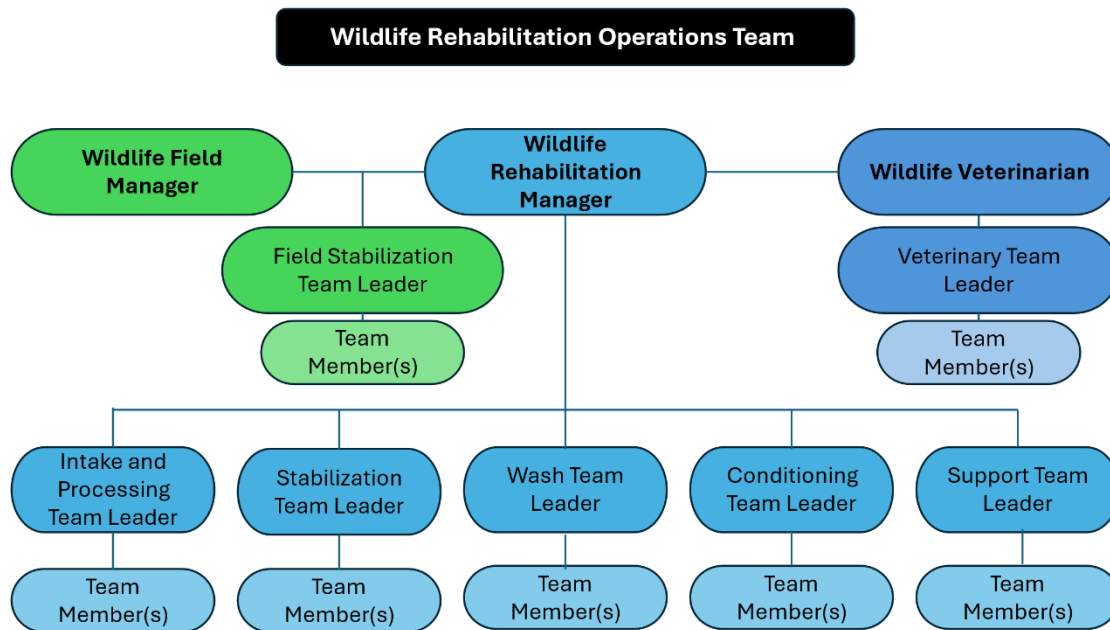 Wildlife Rehabilitation Operations Team
Wildlife Field
Manager
Wildlife
Rehabilitation
Manager
Wildlife Veterinarian
Field Stabilization
Team Leader
Veterinary Team
Leader
Team
Member(s)
Team
Member(s)
Intake and
Processing
Team Leader
Stabilization
Team Leader
Wash Team
Leader
Conditioning
Team Leader
Support Team
Leader
Team
Member(s)
Team
Member(s)
Team
Member(s)
Team
Member(s)
Team
Member(s)